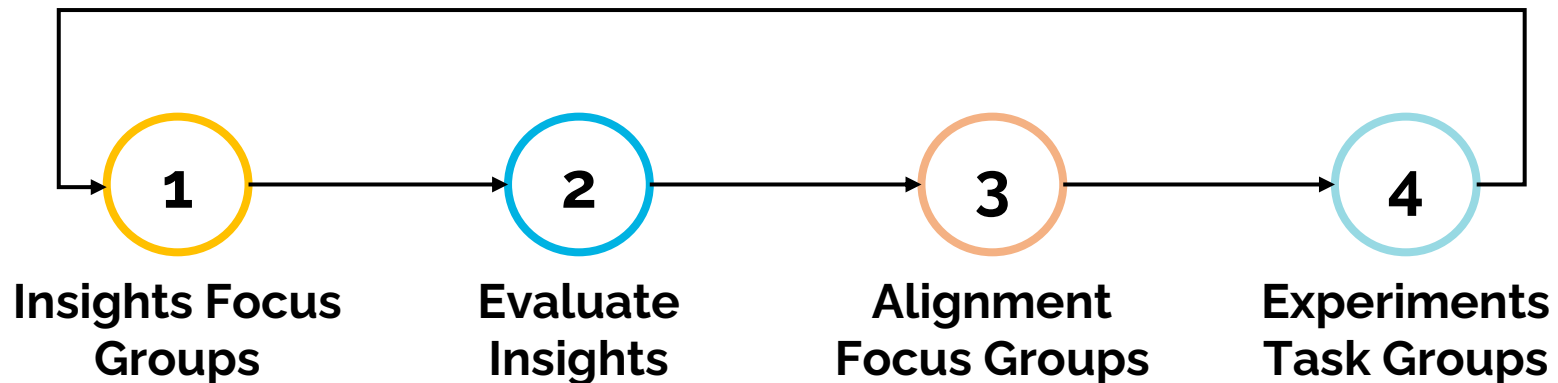 1
2
3
4
Insights Focus
Groups
Evaluate
Insights
Alignment
Focus Groups
Experiments
Task Groups